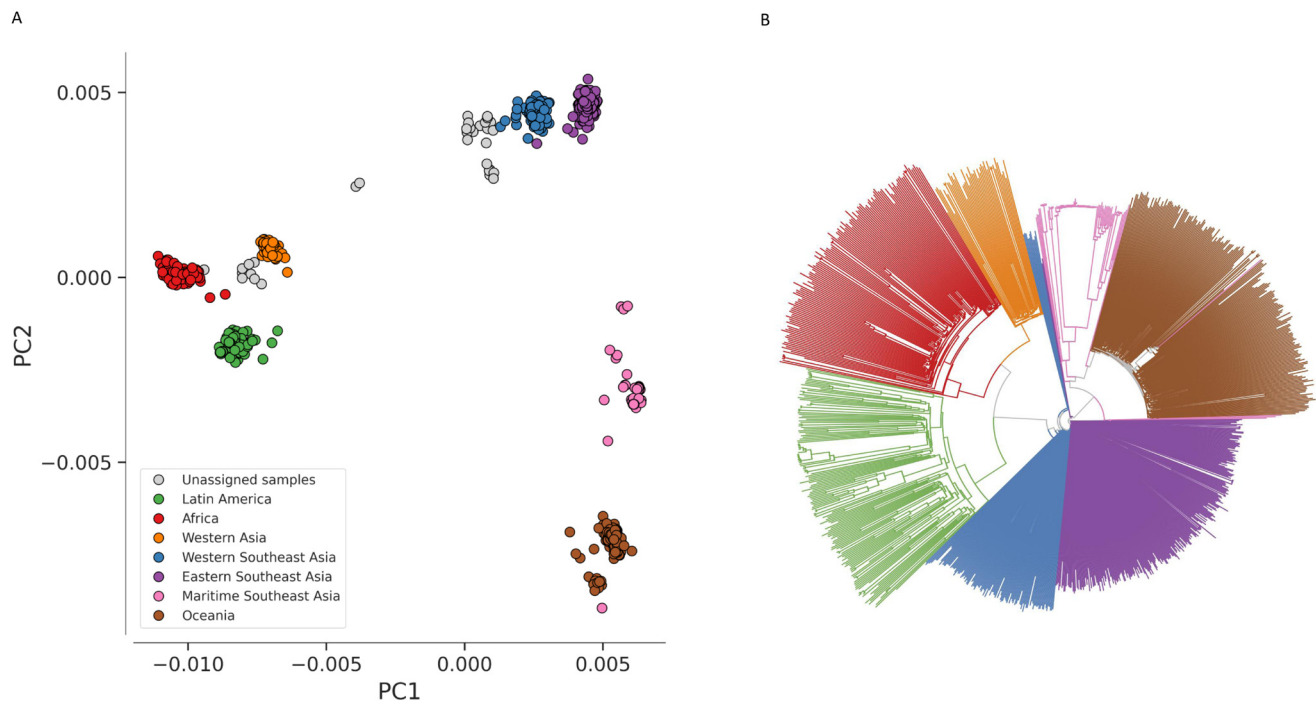 A
B
0.005
0.000
−0.005
PC2
Unassigned samples
Latin America
Africa
Western Asia
Western Southeast Asia
Eastern Southeast Asia
Maritime Southeast Asia
Oceania
−0.010
−0.005
0.000
0.005
PC1